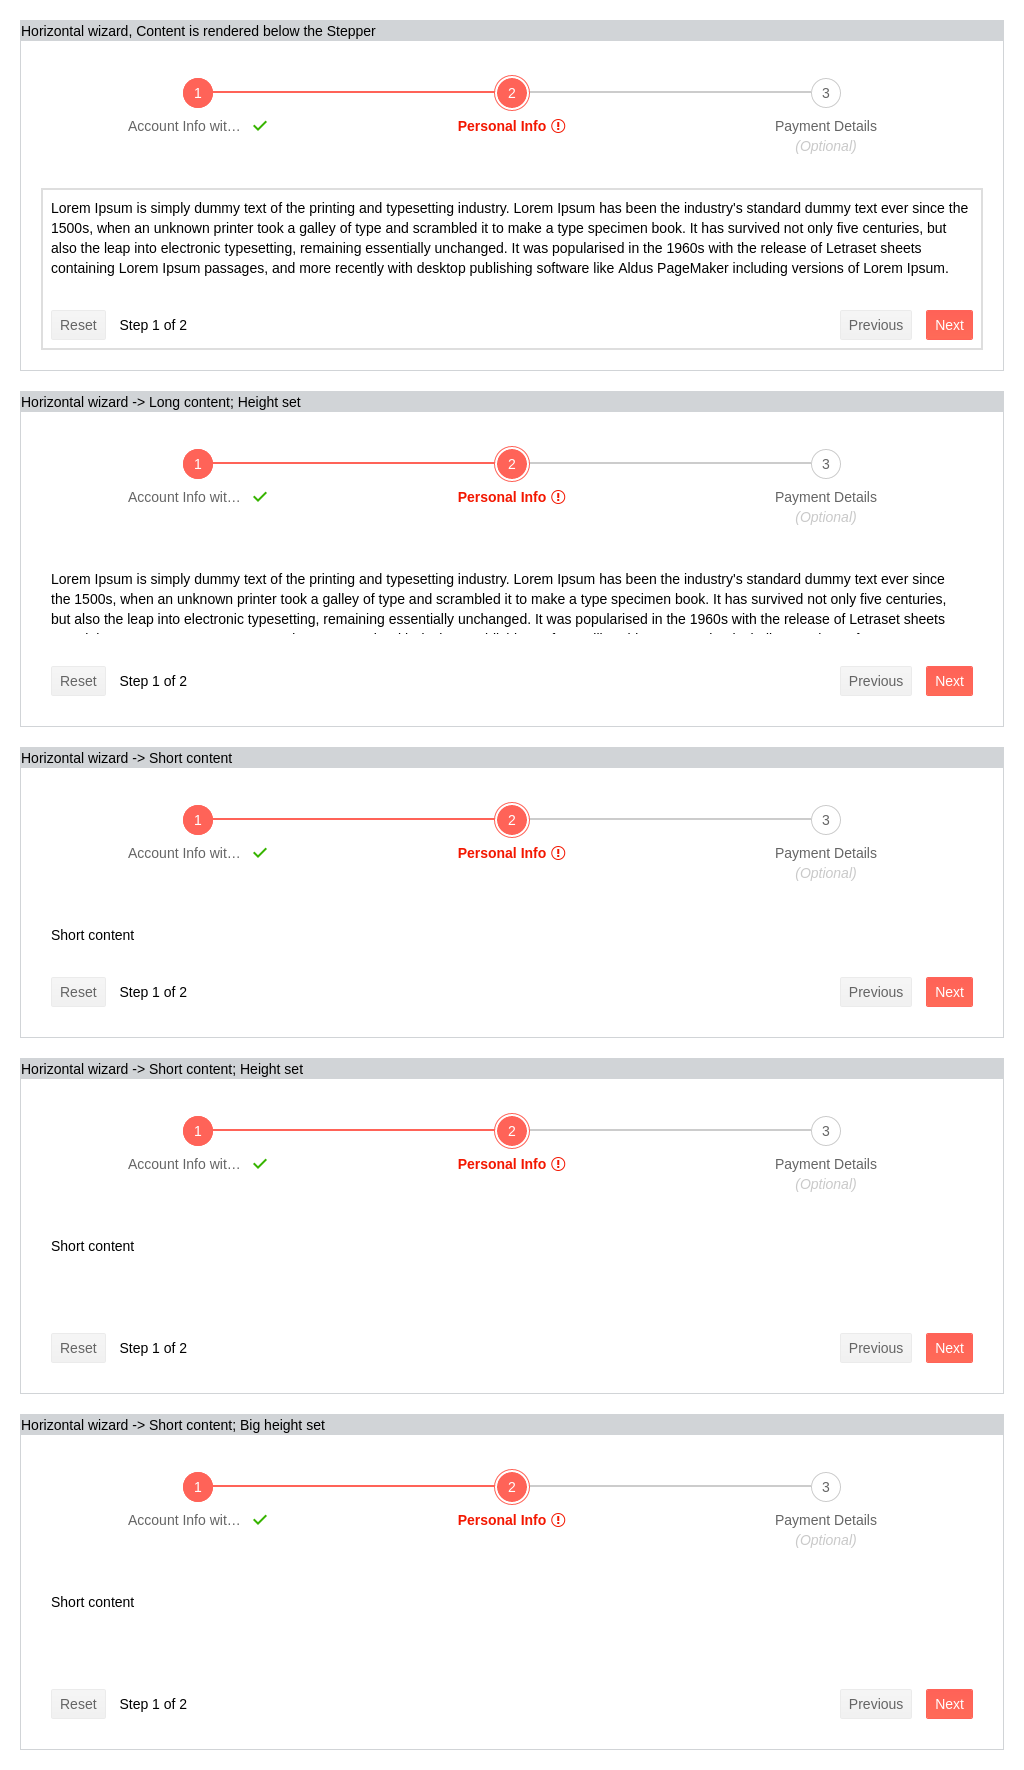 Horizontal wizard, Content is rendered below the Stepper
1 2 3
Account Info wit… Personal Info Payment Details
(Optional)
Lorem Ipsum is simply dummy text of the printing and typesetting industry. Lorem Ipsum has been the industry's standard dummy text ever since the
1500s, when an unknown printer took a galley of type and scrambled it to make a type specimen book. It has survived not only five centuries, but
also the leap into electronic typesetting, remaining essentially unchanged. It was popularised in the 1960s with the release of Letraset sheets
containing Lorem Ipsum passages, and more recently with desktop publishing software like Aldus PageMaker including versions of Lorem Ipsum.
Reset Step 1 of 2 Previous Next
Horizontal wizard -> Long content; Height set
1 2 3
Account Info wit… Personal Info Payment Details
(Optional)
Lorem Ipsum is simply dummy text of the printing and typesetting industry. Lorem Ipsum has been the industry's standard dummy text ever since
the 1500s, when an unknown printer took a galley of type and scrambled it to make a type specimen book. It has survived not only five centuries,
but also the leap into electronic typesetting, remaining essentially unchanged. It was popularised in the 1960s with the release of Letraset sheets
Reset Step 1 of 2 Previous Next
Horizontal wizard -> Short content
1 2 3
Account Info wit… Personal Info Payment Details
(Optional)
Short content
Reset Step 1 of 2 Previous Next
Horizontal wizard -> Short content; Height set
1 2 3
Account Info wit… Personal Info Payment Details
(Optional)
Short content
Reset Step 1 of 2 Previous Next
Horizontal wizard -> Short content; Big height set
1 2 3
Account Info wit… Personal Info Payment Details
(Optional)
Short content
Reset Step 1 of 2 Previous Next